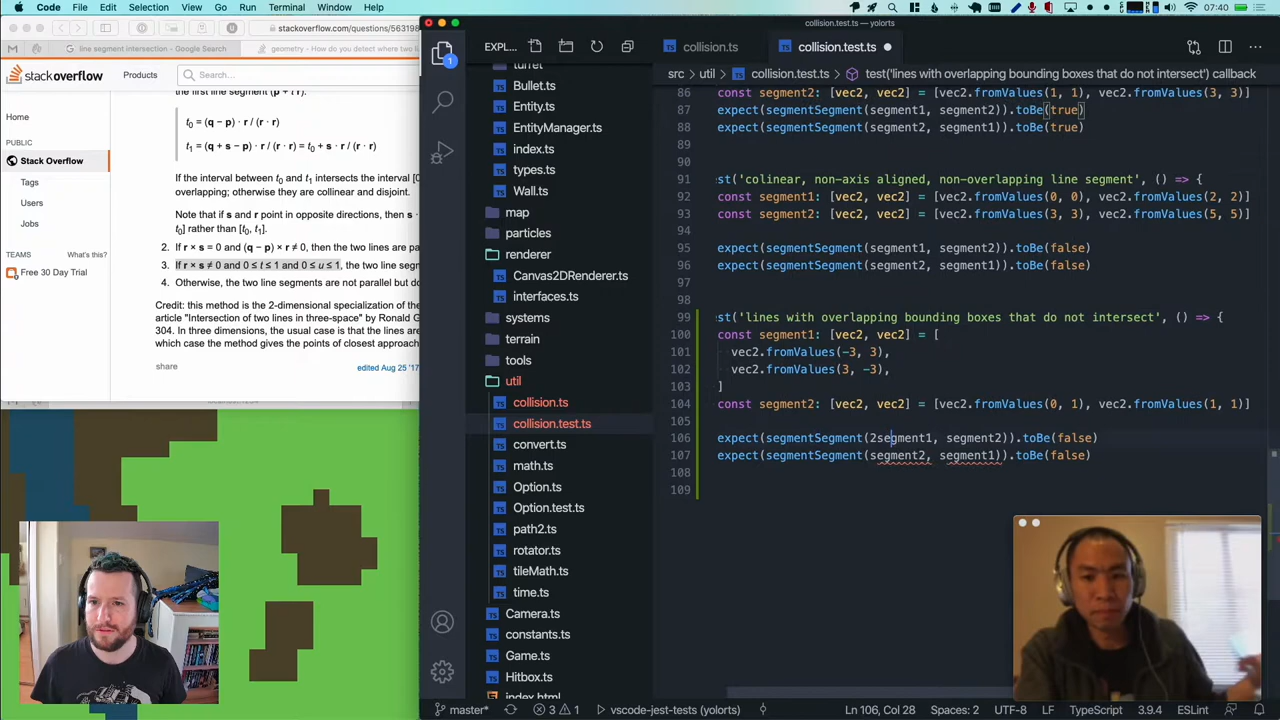 Code File Edit Selection View Go Run Terminal Window Help 07:40
collision.test.ts — yolorts
stackoverflow.com/questions/563198
line segment intersection - Google Search
geometry - How do you detect where two li
stackoverflow Products Search...
Home
PUBLIC
Stack Overflow
Tags
Users
Jobs
TEAMS What's this?
Free 30 Day Trial
the first line segment (p + t r):
t0 = (q − p) · r / (r · r)
t1 = (q + s − p) · r / (r · r) = t0 + s · r / (r · r)
If the interval between t0 and t1 intersects the interval [0
overlapping; otherwise they are collinear and disjoint.
Note that if s and r point in opposite directions, then s ·
t0] rather than [t0, t1].
2. If r × s = 0 and (q − p) × r ≠ 0, then the two lines are pa
3. If r × s ≠ 0 and 0 ≤ t ≤ 1 and 0 ≤ u ≤ 1, the two line segm
4. Otherwise, the two line segments are not parallel but do
Credit: this method is the 2-dimensional specialization of the
article "Intersection of two lines in three-space" by Ronald G
304. In three dimensions, the usual case is that the lines are
which case the method gives the points of closest approach
share
edited Aug 25 '17
EXPL...
turret
Bullet.ts
Entity.ts
EntityManager.ts
index.ts
types.ts
Wall.ts
map
particles
renderer
Canvas2DRenderer.ts
interfaces.ts
systems
terrain
tools
util
collision.ts
collision.test.ts
convert.ts
math.ts
Option.ts
Option.test.ts
path2.ts
rotator.ts
tileMath.ts
time.ts
Camera.ts
constants.ts
Game.ts
Hitbox.ts
index.html
collision.ts collision.test.ts
src > util > collision.test.ts > test('lines with overlapping bounding boxes that do not intersect') callback
86 const segment2: [vec2, vec2] = [vec2.fromValues(1, 1), vec2.fromValues(3, 3)]
87 expect(segmentSegment(segment1, segment2)).toBe(true)
88 expect(segmentSegment(segment2, segment1)).toBe(true)
89
90
91 est('colinear, non-axis aligned, non-overlapping line segment', () => {
92 const segment1: [vec2, vec2] = [vec2.fromValues(0, 0), vec2.fromValues(2, 2)]
93 const segment2: [vec2, vec2] = [vec2.fromValues(3, 3), vec2.fromValues(5, 5)]
94
95 expect(segmentSegment(segment1, segment2)).toBe(false)
96 expect(segmentSegment(segment2, segment1)).toBe(false)
97
98
99 est('lines with overlapping bounding boxes that do not intersect', () => {
100 const segment1: [vec2, vec2] = [
101 vec2.fromValues(-3, 3),
102 vec2.fromValues(3, -3),
103 ]
104 const segment2: [vec2, vec2] = [vec2.fromValues(0, 1), vec2.fromValues(1, 1)]
105
106 expect(segmentSegment(2segment1, segment2)).toBe(false)
107 expect(segmentSegment(segment2, segment1)).toBe(false)
108
109
master* 3 1 vscode-jest-tests (yolorts) Ln 106, Col 28 Spaces: 2 UTF-8 LF TypeScript 3.9.4 ESLint